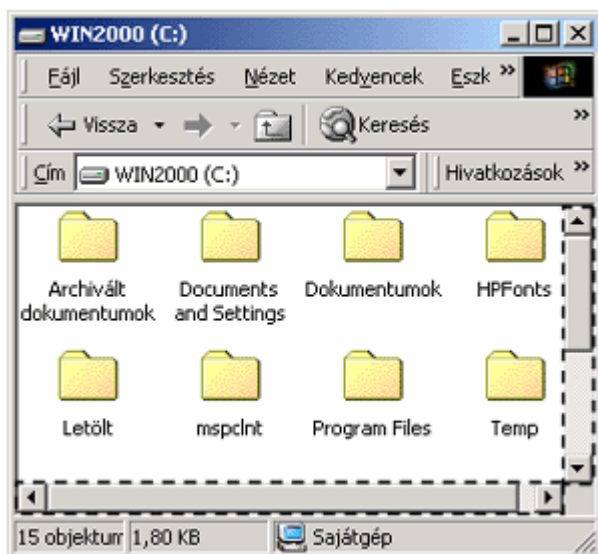 WIN2000 (C:)
Fájl Szerkesztés Nézet Kedvencek Eszk »
Vissza Keresés »
Cím WIN2000 (C:) Hivatkozások »
Archivált dokumentumok
Documents and Settings
Dokumentumok
HPFonts
Letölt
mspclnt
Program Files
Temp
15 objektum 1,80 KB Sajátgép